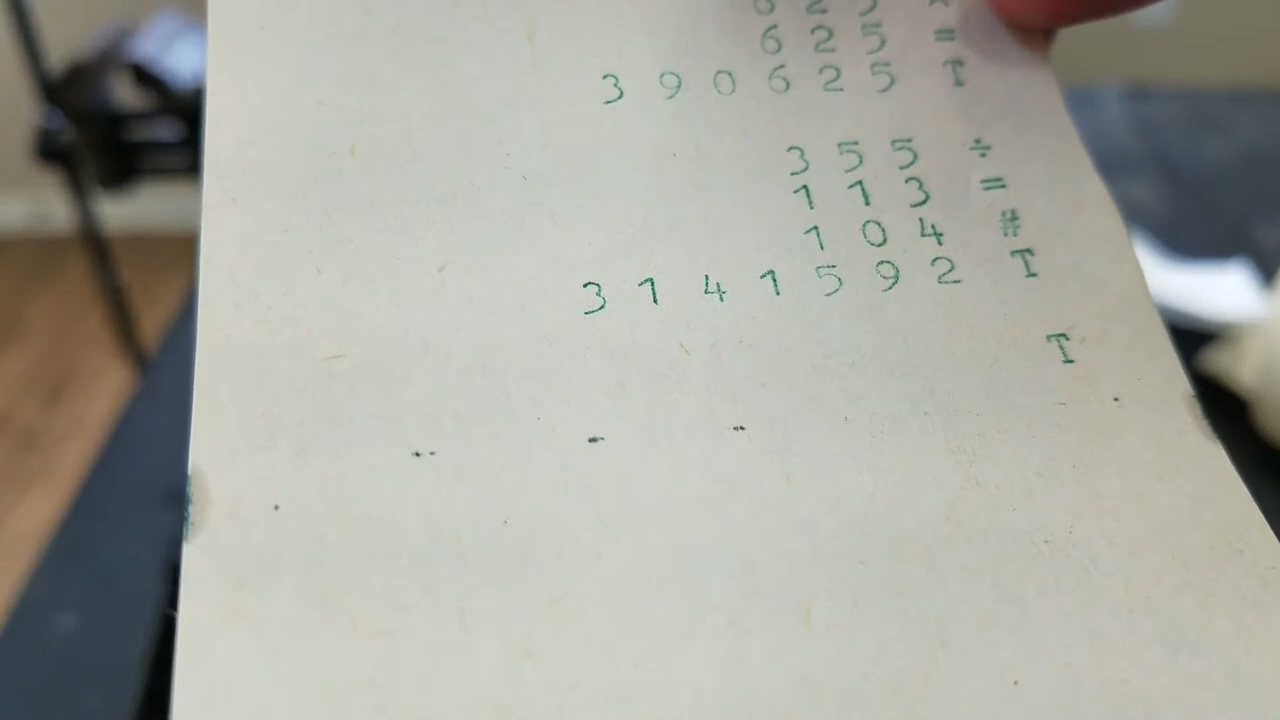 6 2 5 =
3 9 0 6 2 5 T
3 5 5 ÷
1 1 3 =
1 0 4 #
3 1 4 1 5 9 2 T
T